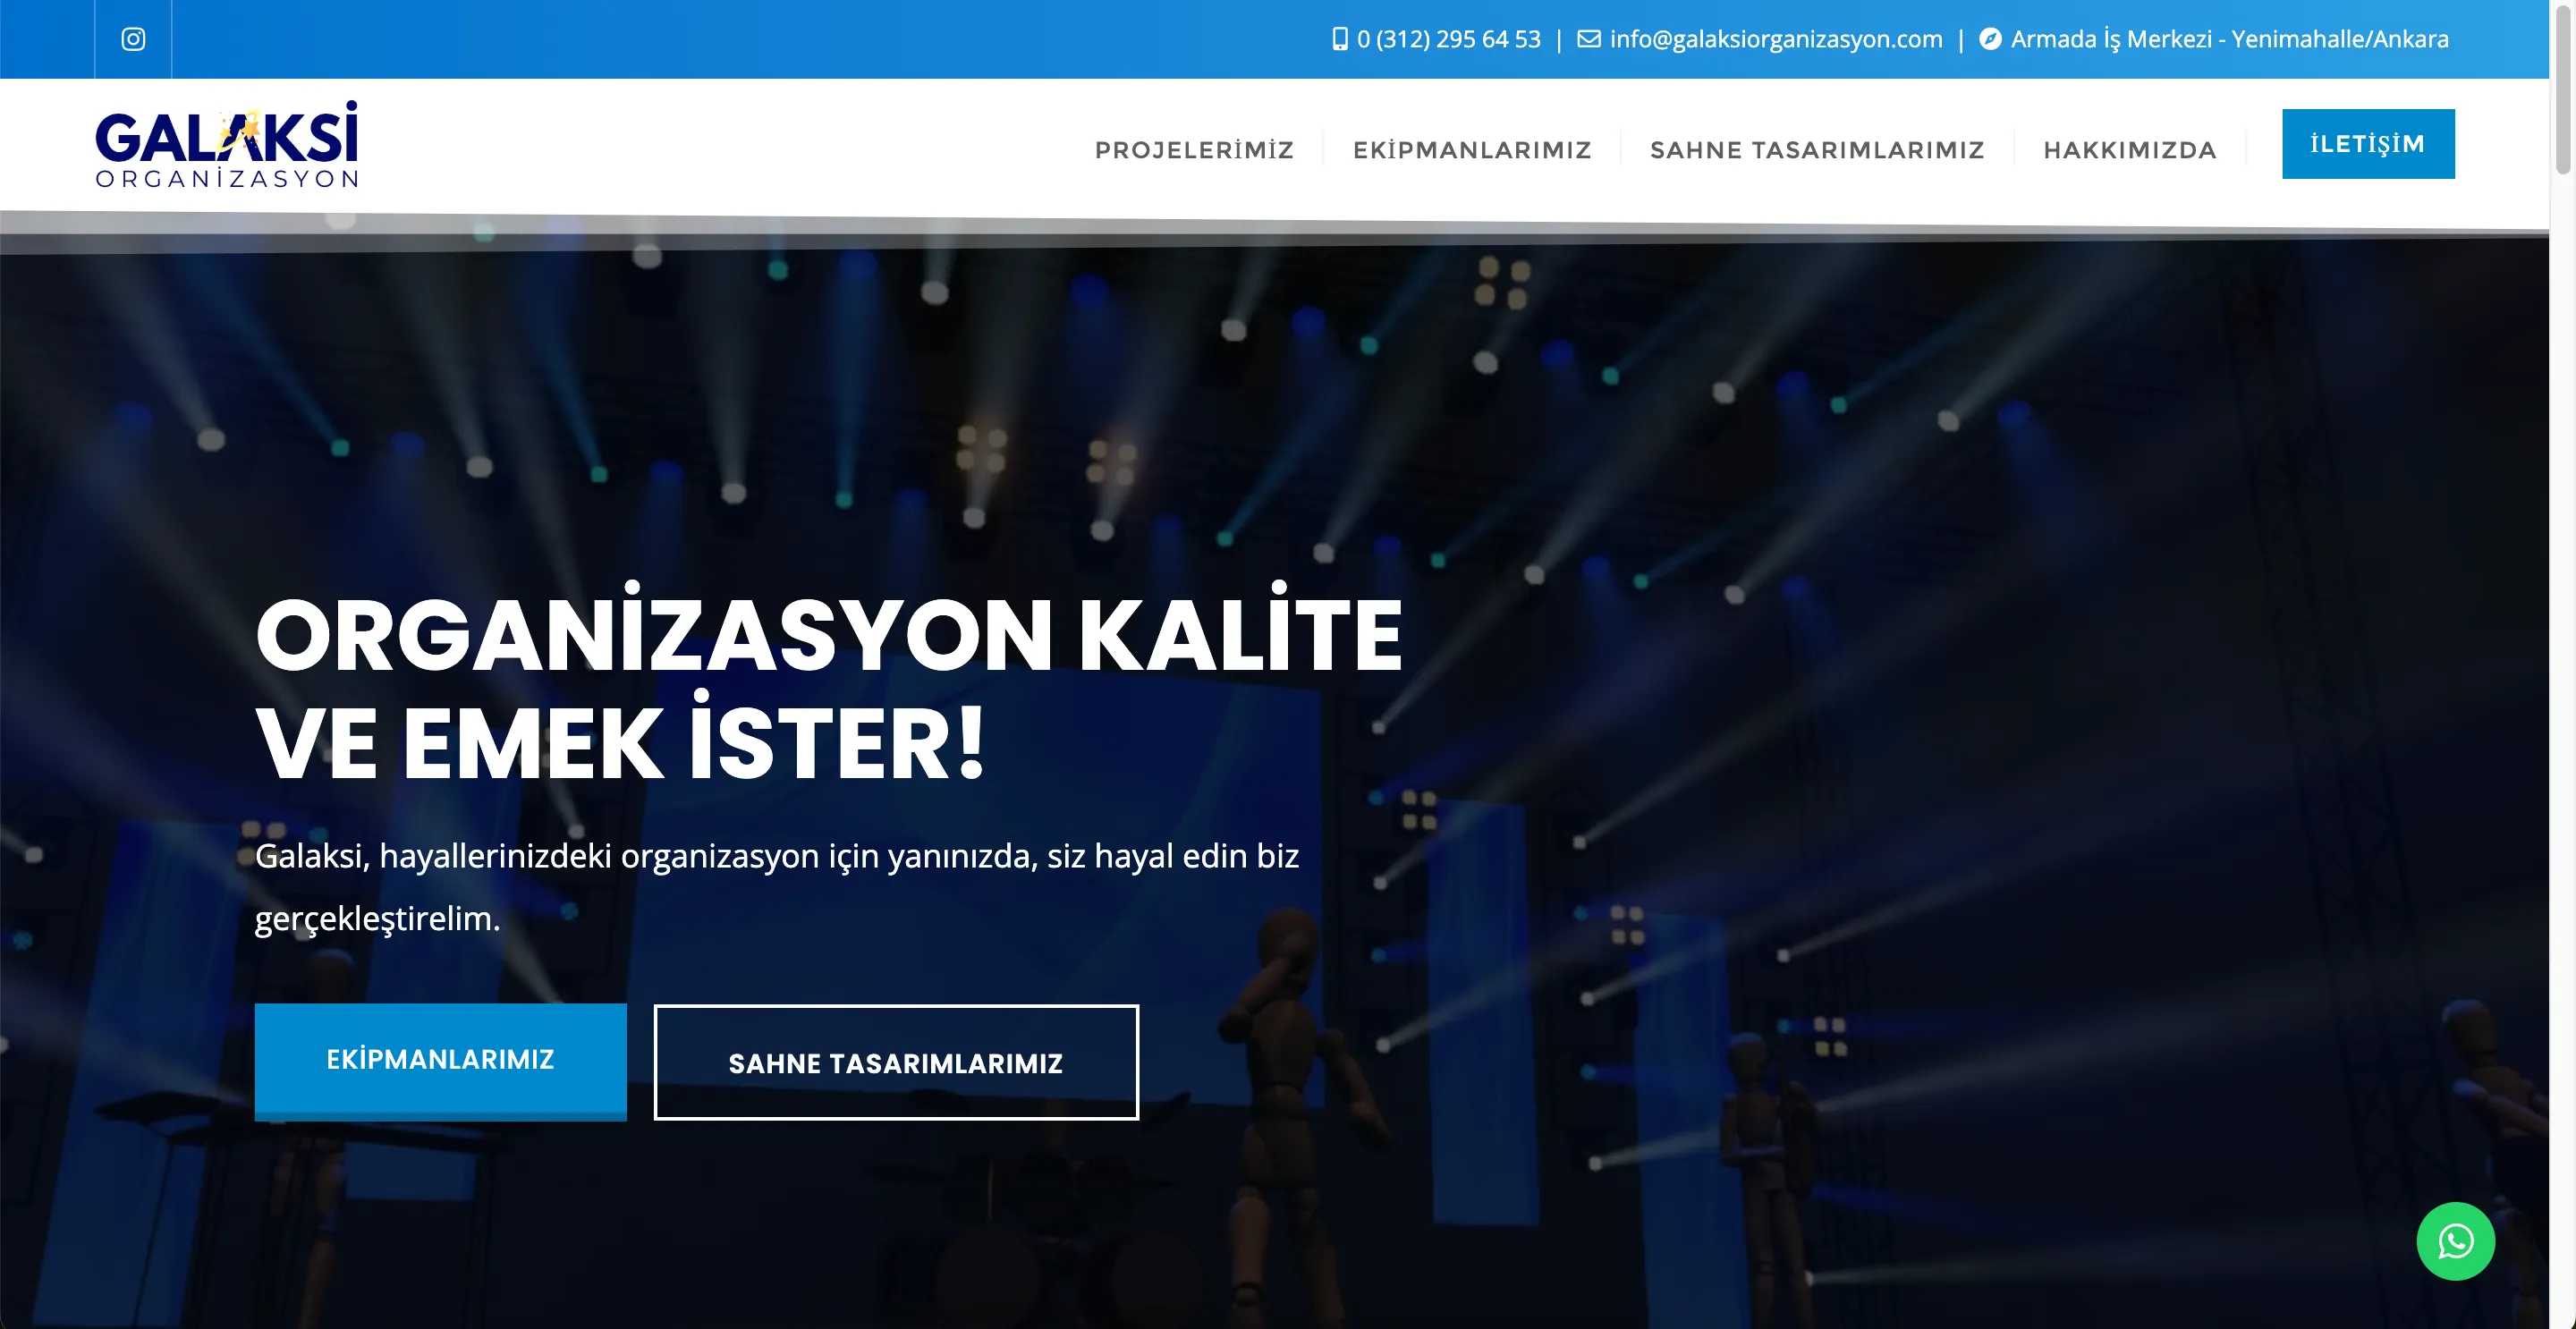 0 (312) 295 64 53 | info@galaksiorganizasyon.com | Armada İş Merkezi - Yenimahalle/Ankara
GALAKSİ
ORGANİZASYON
PROJELERİMİZ
EKİPMANLARIMIZ
SAHNE TASARIMLARIMIZ
HAKKIMIZDA
İLETİŞİM
ORGANİZASYON KALİTE
VE EMEK İSTER!
Galaksi, hayallerinizdeki organizasyon için yanınızda, siz hayal edin biz
gerçekleştirelim.
EKİPMANLARIMIZ
SAHNE TASARIMLARIMIZ